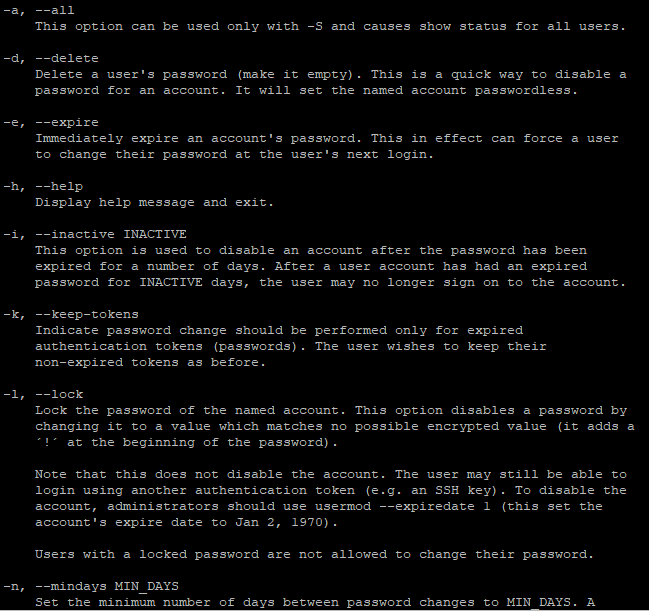 -a, --all
This option can be used only with -S and causes show status for all users.
-d, --delete
Delete a user's password (make it empty). This is a quick way to disable a
password for an account. It will set the named account passwordless.
-e, --expire
Immediately expire an account's password. This in effect can force a user
to change their password at the user's next login.
-h, --help
Display help message and exit.
-i, --inactive INACTIVE
This option is used to disable an account after the password has been
expired for a number of days. After a user account has had an expired
password for INACTIVE days, the user may no longer sign on to the account.
-k, --keep-tokens
Indicate password change should be performed only for expired
authentication tokens (passwords). The user wishes to keep their
non-expired tokens as before.
-l, --lock
Lock the password of the named account. This option disables a password by
changing it to a value which matches no possible encrypted value (it adds a
´!´ at the beginning of the password).
Note that this does not disable the account. The user may still be able to
login using another authentication token (e.g. an SSH key). To disable the
account, administrators should use usermod --expiredate 1 (this set the
account's expire date to Jan 2, 1970).
Users with a locked password are not allowed to change their password.
-n, --mindays MIN_DAYS
Set the minimum number of days between password changes to MIN_DAYS. A